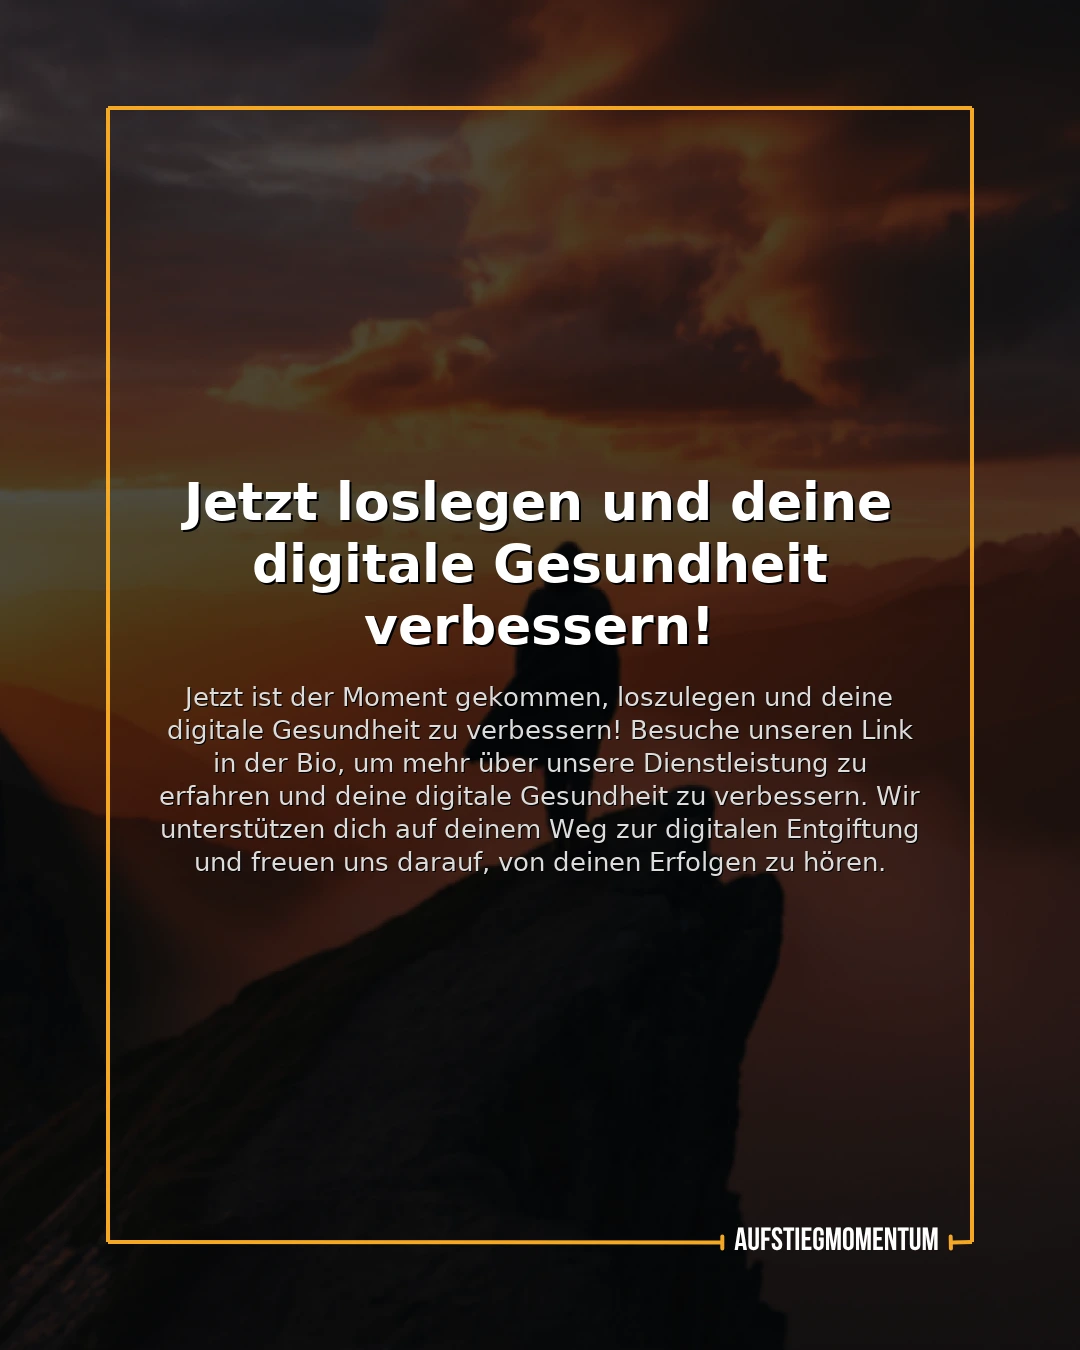 Jetzt loslegen und deine
digitale Gesundheit
verbessern!
Jetzt ist der Moment gekommen, loszulegen und deine
digitale Gesundheit zu verbessern! Besuche unseren Link
in der Bio, um mehr über unsere Dienstleistung zu
erfahren und deine digitale Gesundheit zu verbessern. Wir
unterstützen dich auf deinem Weg zur digitalen Entgiftung
und freuen uns darauf, von deinen Erfolgen zu hören.
AUFSTIEGMOMENTUM